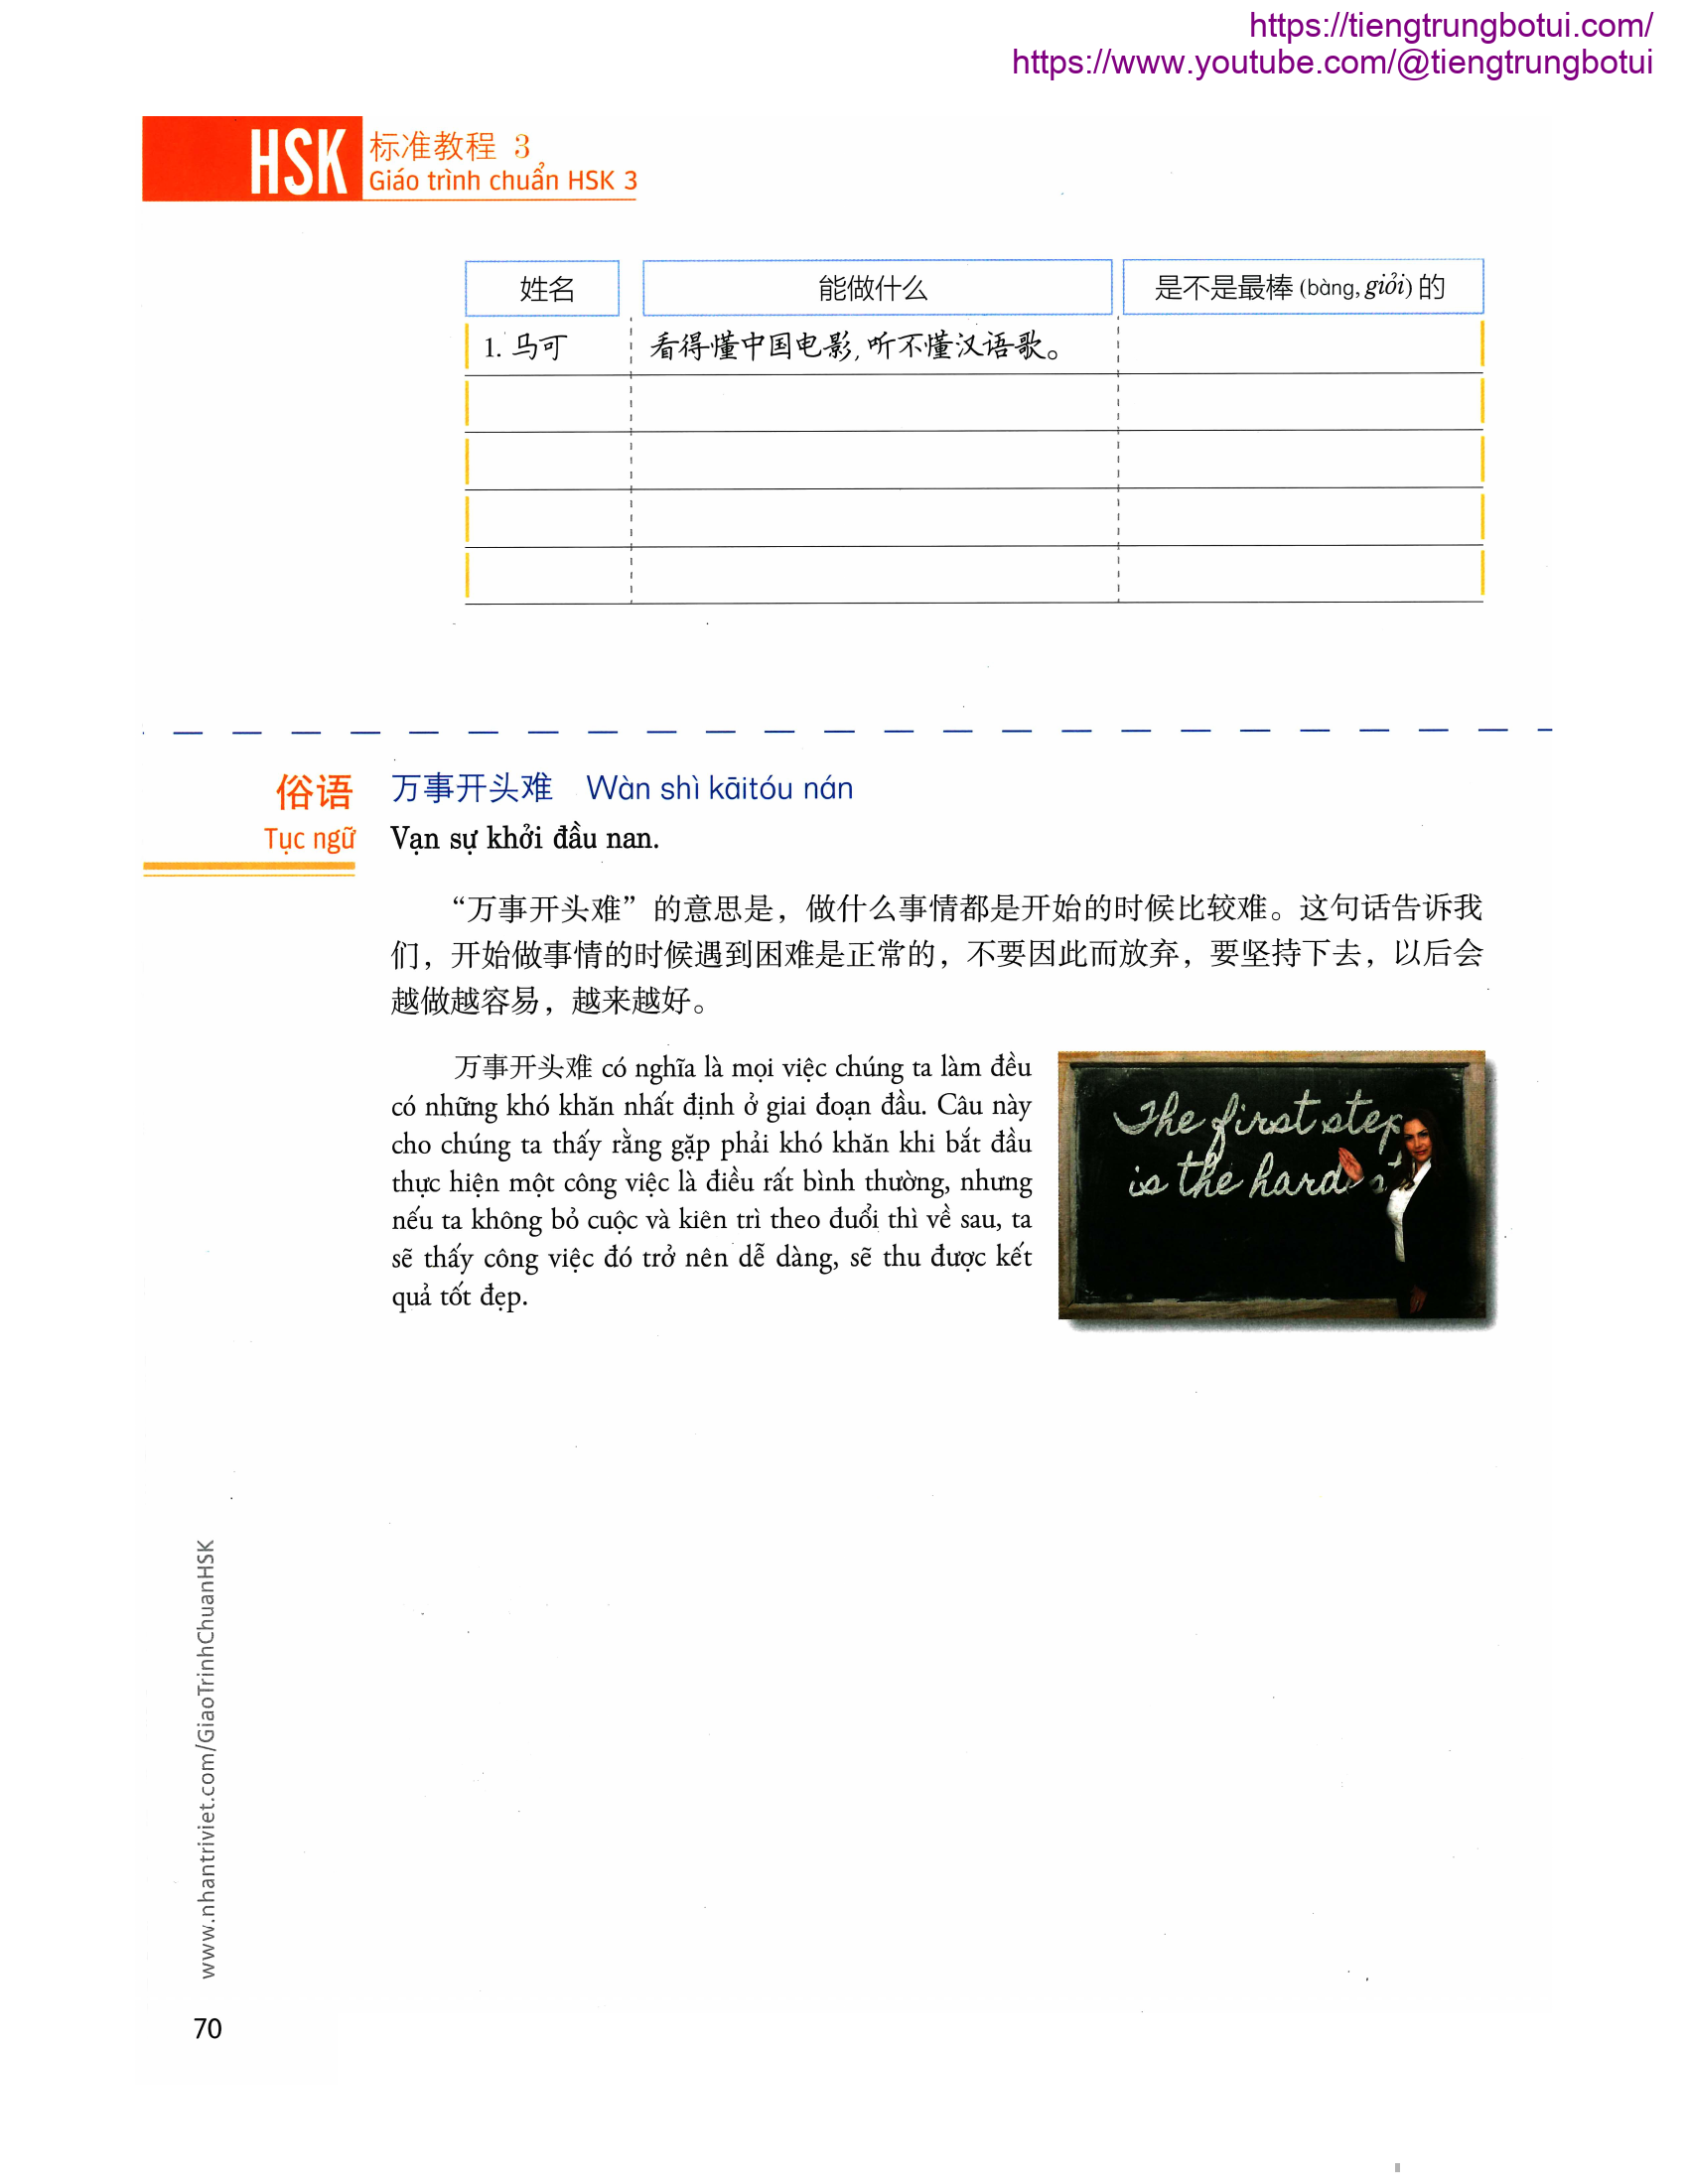 https://tiengtrungbotui.com/
https://www.youtube.com/@tiengtrungbotui
HSK 标准教程 3
Giáo trình chuẩn HSK 3
姓名 能做什么 是不是最棒 (bàng, giỏi) 的
1. 马可 看得懂中国电影, 听不懂汉语歌。
俗语 万事开头难 Wàn shì kāitóu nán
Tục ngữ Vạn sự khởi đầu nan.
“万事开头难”的意思是，做什么事情都是开始的时候比较难。这句话告诉我
们，开始做事情的时候遇到困难是正常的，不要因此而放弃，要坚持下去，以后会
越做越容易，越来越好。
万事开头难 có nghĩa là mọi việc chúng ta làm đều
có những khó khăn nhất định ở giai đoạn đầu. Câu này
cho chúng ta thấy rằng gặp phải khó khăn khi bắt đầu
thực hiện một công việc là điều rất bình thường, nhưng
nếu ta không bỏ cuộc và kiên trì theo đuổi thì về sau, ta
sẽ thấy công việc đó trở nên dễ dàng, sẽ thu được kết
quả tốt đẹp.
The first step
is the hard
www.nhantriviet.com/GiaoTrinhChuanHSK
70